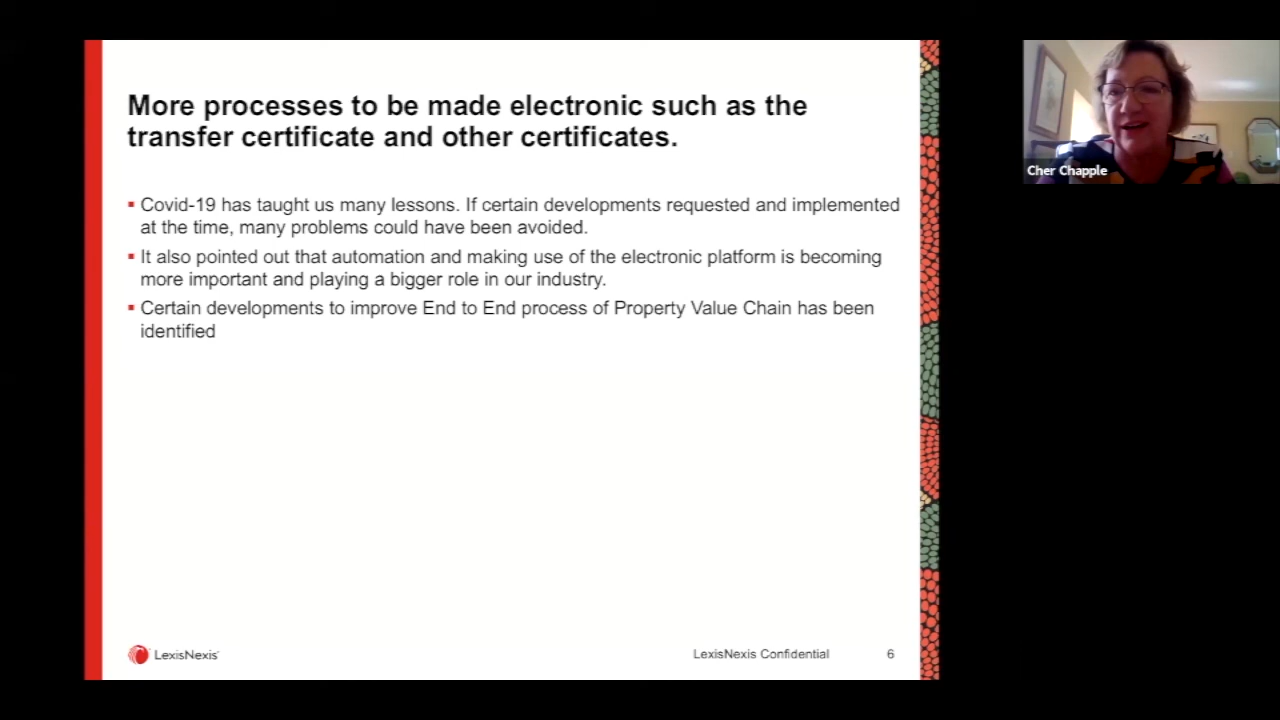 More processes to be made electronic such as the
transfer certificate and other certificates.
▪ Covid-19 has taught us many lessons. If certain developments requested and implemented
at the time, many problems could have been avoided.
▪ It also pointed out that automation and making use of the electronic platform is becoming
more important and playing a bigger role in our industry.
▪ Certain developments to improve End to End process of Property Value Chain has been
identified
LexisNexis
LexisNexis Confidential
6
Cher Chapple